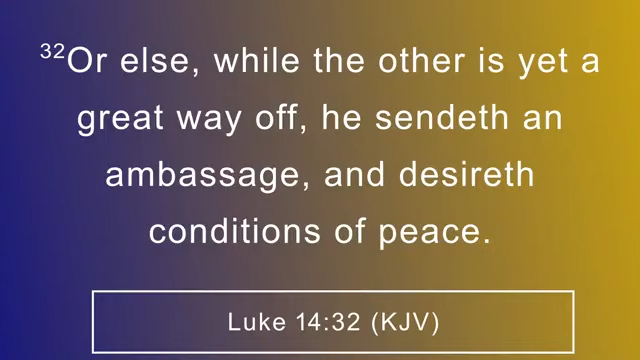 ³²Or else, while the other is yet a
great way off, he sendeth an
ambassage, and desireth
conditions of peace.
Luke 14:32 (KJV)